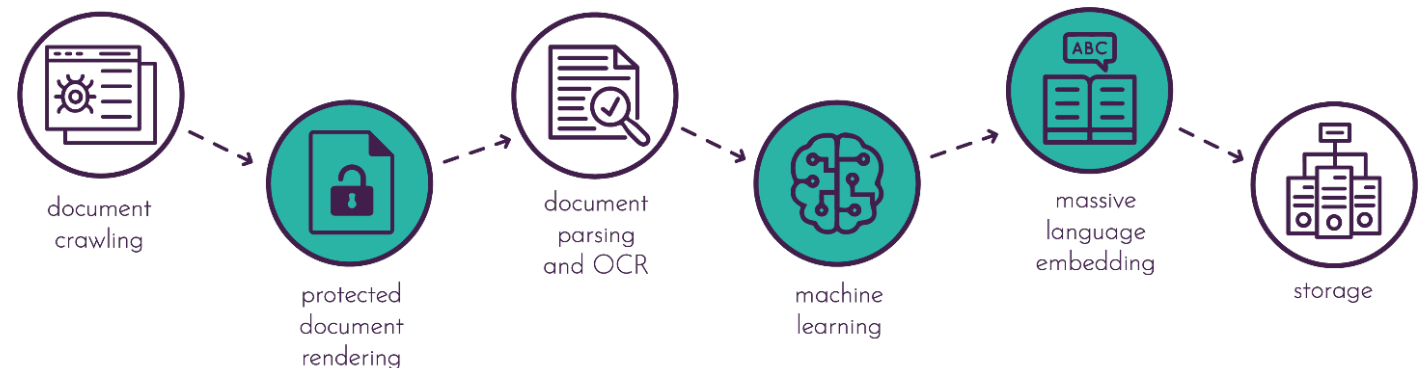 document
crawling
protected
document
rendering
document
parsing
and OCR
machine
learning
ABC
massive
language
embedding
storage